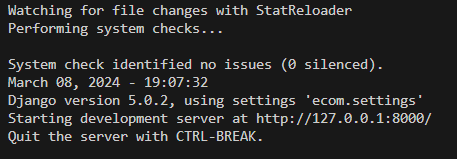 Watching for file changes with StatReloader
Performing system checks...
System check identified no issues (0 silenced).
March 08, 2024 - 19:07:32
Django version 5.0.2, using settings 'ecom.settings'
Starting development server at http://127.0.0.1:8000/
Quit the server with CTRL-BREAK.